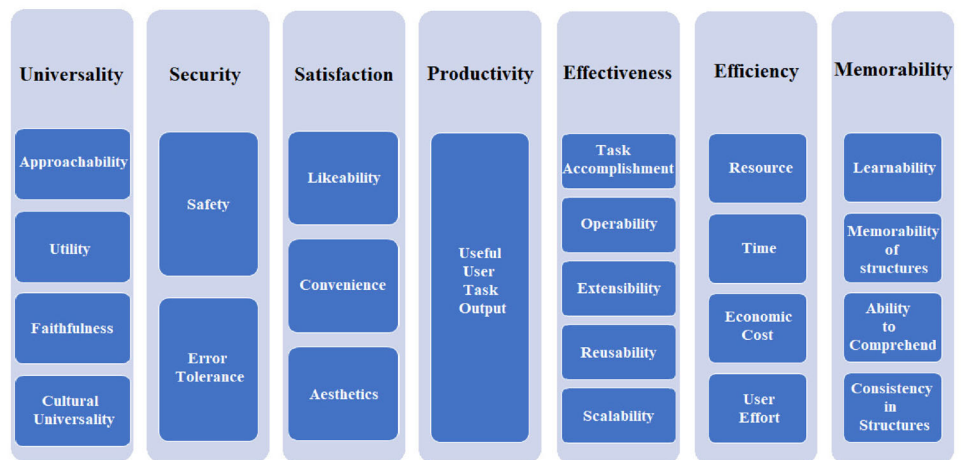 Universality
Approachability
Utility
Faithfulness
Cultural
Universality
Security
Safety
Error
Tolerance
Satisfaction
Likeability
Convenience
Aesthetics
Productivity
Useful
User
Task
Output
Effectiveness
Task
Accomplishment
Operability
Extensibility
Reusability
Scalability
Efficiency
Resource
Time
Economic
Cost
User
Effort
Memorability
Learnability
Memorability
of
structures
Ability
to
Comprehend
Consistency
in
Structures